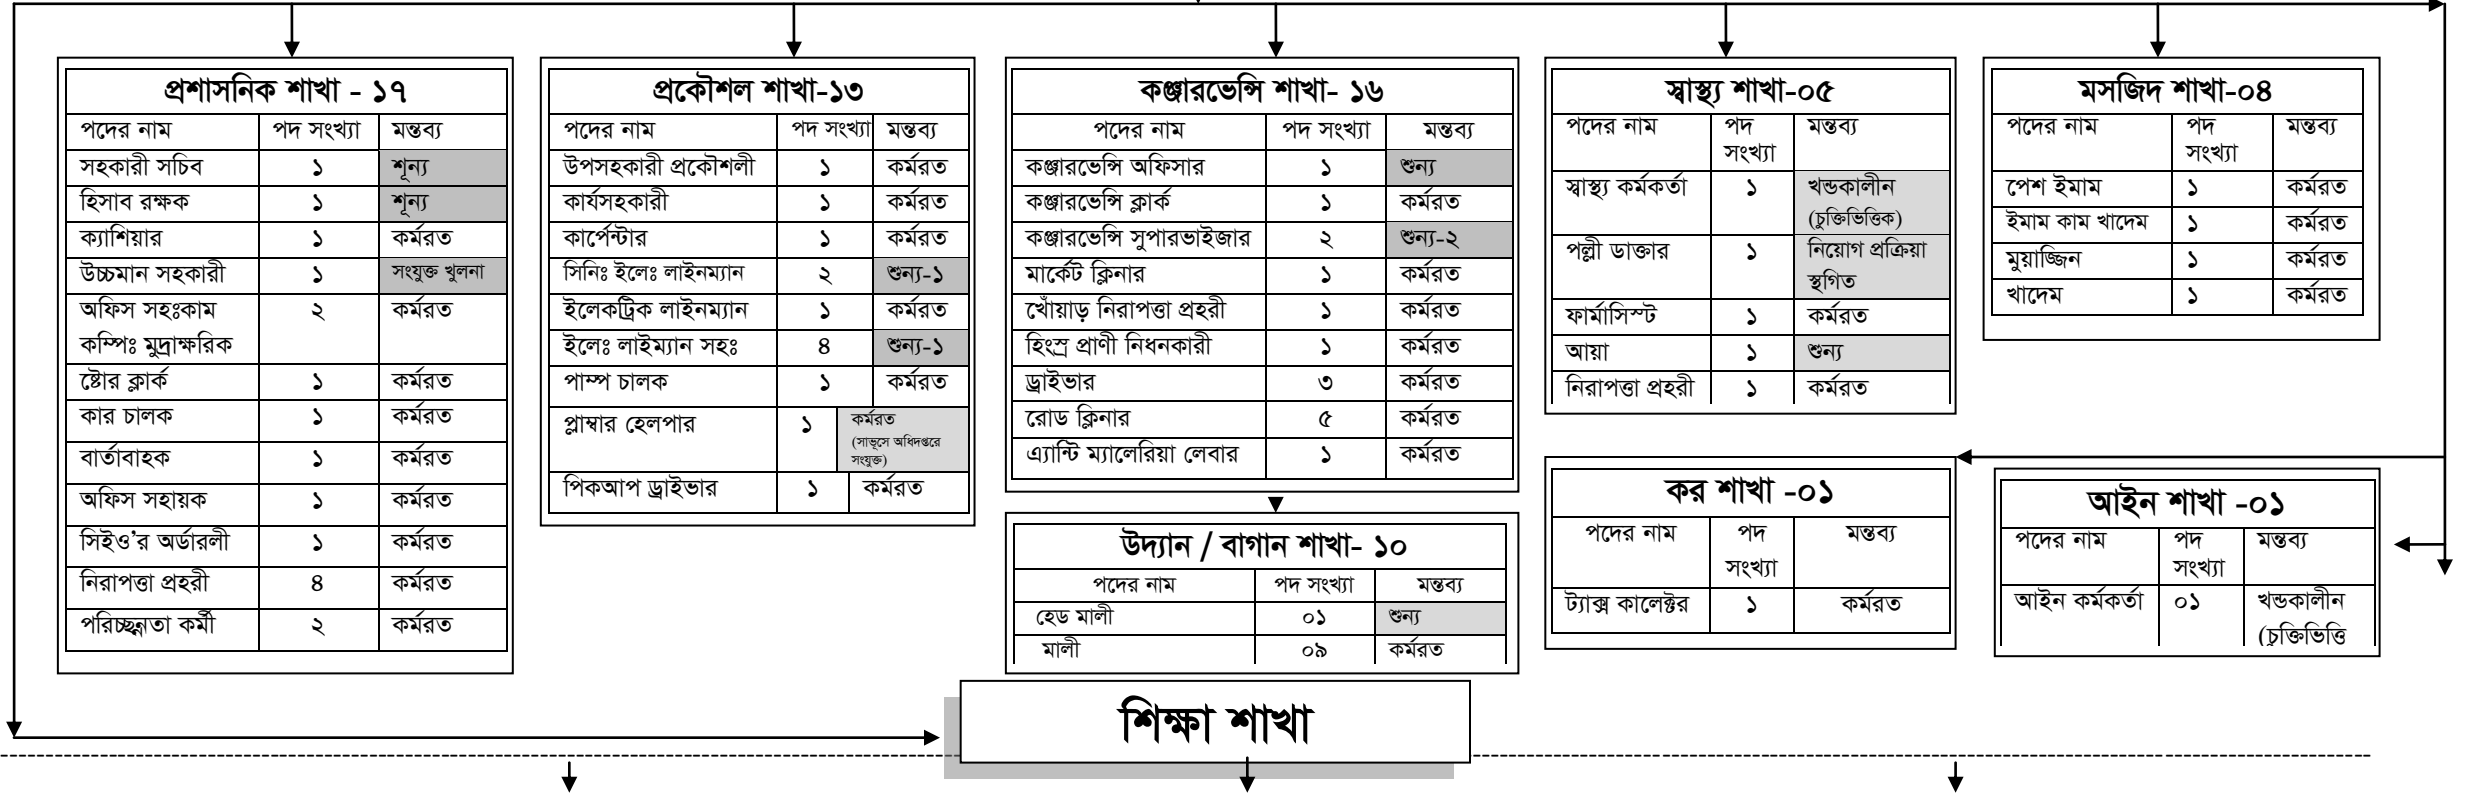 প্রশাসনিক শাখা - ১৭
পদের নাম পদ সংখ্যা মন্তব্য
সহকারী সচিব ১ শূন্য
হিসাব রক্ষক ১ শূন্য
ক্যাশিয়ার ১ কর্মরত
উচ্চমান সহকারী ১ সংযুক্ত খুলনা
অফিস সহঃকাম ২ কর্মরত
কম্পিঃ মুদ্রাক্ষরিক
ষ্টোর ক্লার্ক ১ কর্মরত
কার চালক ১ কর্মরত
বার্তাবাহক ১ কর্মরত
অফিস সহায়ক ১ কর্মরত
সিইও'র অর্ডারলী ১ কর্মরত
নিরাপত্তা প্রহরী ৪ কর্মরত
পরিচ্ছন্নতা কর্মী ২ কর্মরত
প্রকৌশল শাখা-১৩
পদের নাম পদ সংখ্যা মন্তব্য
উপসহকারী প্রকৌশলী ১ কর্মরত
কার্যসহকারী ১ কর্মরত
কার্পেন্টার ১ কর্মরত
সিনিঃ ইলেঃ লাইনম্যান ২ শুন্য-১
ইলেকট্রিক লাইনম্যান ১ কর্মরত
ইলেঃ লাইম্যান সহঃ ৪ শুন্য-১
পাম্প চালক ১ কর্মরত
প্লাম্বার হেলপার ১ কর্মরত
(সাভূসে অধিদপ্তরে
সংযুক্ত)
পিকআপ ড্রাইভার ১ কর্মরত
কঞ্জারভেন্সি শাখা- ১৬
পদের নাম পদ সংখ্যা মন্তব্য
কঞ্জারভেন্সি অফিসার ১ শুন্য
কঞ্জারভেন্সি ক্লার্ক ১ কর্মরত
কঞ্জারভেন্সি সুপারভাইজার ২ শুন্য-২
মার্কেট ক্লিনার ১ কর্মরত
খোঁয়াড় নিরাপত্তা প্রহরী ১ কর্মরত
হিংস্র প্রাণী নিধনকারী ১ কর্মরত
ড্রাইভার ৩ কর্মরত
রোড ক্লিনার ৫ কর্মরত
এ্যান্টি ম্যালেরিয়া লেবার ১ কর্মরত
উদ্যান / বাগান শাখা- ১০
পদের নাম পদ সংখ্যা মন্তব্য
হেড মালী ০১ শুন্য
মালী ০৯ কর্মরত
স্বাস্থ্য শাখা-০৫
পদের নাম পদ মন্তব্য
সংখ্যা
স্বাস্থ্য কর্মকর্তা ১ খন্ডকালীন
(চুক্তিভিত্তিক)
পল্লী ডাক্তার ১ নিয়োগ প্রক্রিয়া
স্থগিত
ফার্মাসিস্ট ১ কর্মরত
আয়া ১ শুন্য
নিরাপত্তা প্রহরী ১ কর্মরত
মসজিদ শাখা-০৪
পদের নাম পদ মন্তব্য
সংখ্যা
পেশ ইমাম ১ কর্মরত
ইমাম কাম খাদেম ১ কর্মরত
মুয়াজ্জিন ১ কর্মরত
খাদেম ১ কর্মরত
কর শাখা -০১
পদের নাম পদ মন্তব্য
সংখ্যা
ট্যাক্স কালেক্টর ১ কর্মরত
আইন শাখা -০১
পদের নাম পদ মন্তব্য
সংখ্যা
আইন কর্মকর্তা ০১ খন্ডকালীন
(চুক্তিভিত্তি
শিক্ষা শাখা